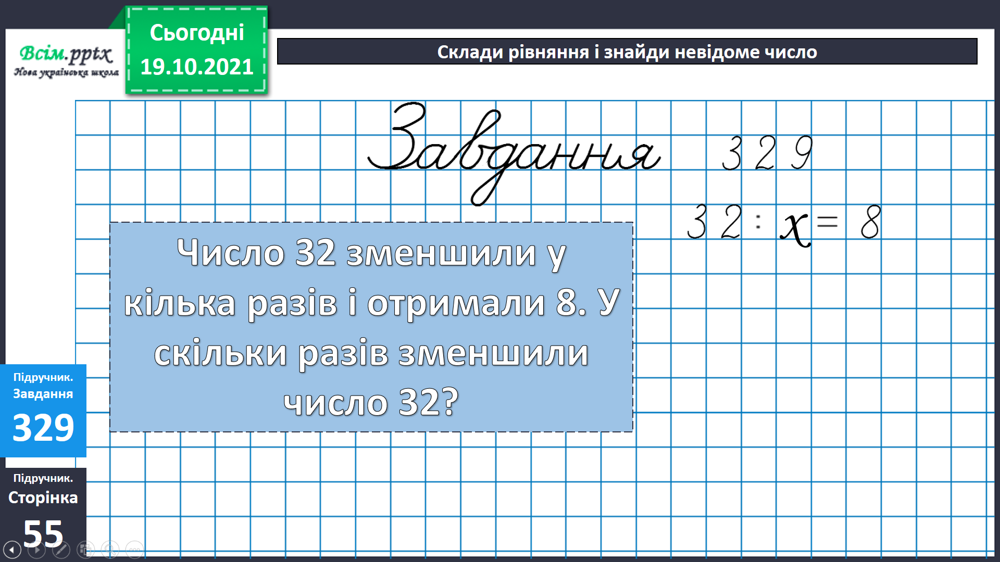 Сьогодні
19.10.2021
Всім.pptx
Нова українська школа
Склади рівняння і знайди невідоме число
Завдання 329
32 : x = 8
Число 32 зменшили у
кілька разів і отримали 8. У
скільки разів зменшили
число 32?
Підручник.
Завдання
329
Підручник.
Сторінка
55